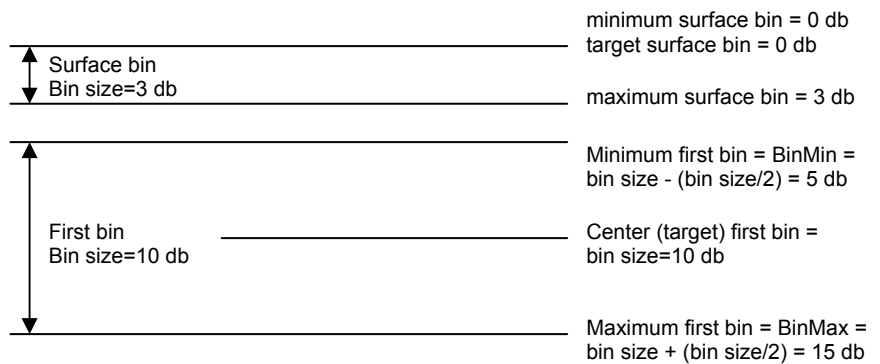 minimum surface bin = 0 db
target surface bin = 0 db
Surface bin
Bin size=3 db
maximum surface bin = 3 db
Minimum first bin = BinMin =
bin size - (bin size/2) = 5 db
First bin
Bin size=10 db
Center (target) first bin =
bin size=10 db
Maximum first bin = BinMax =
bin size + (bin size/2) = 15 db